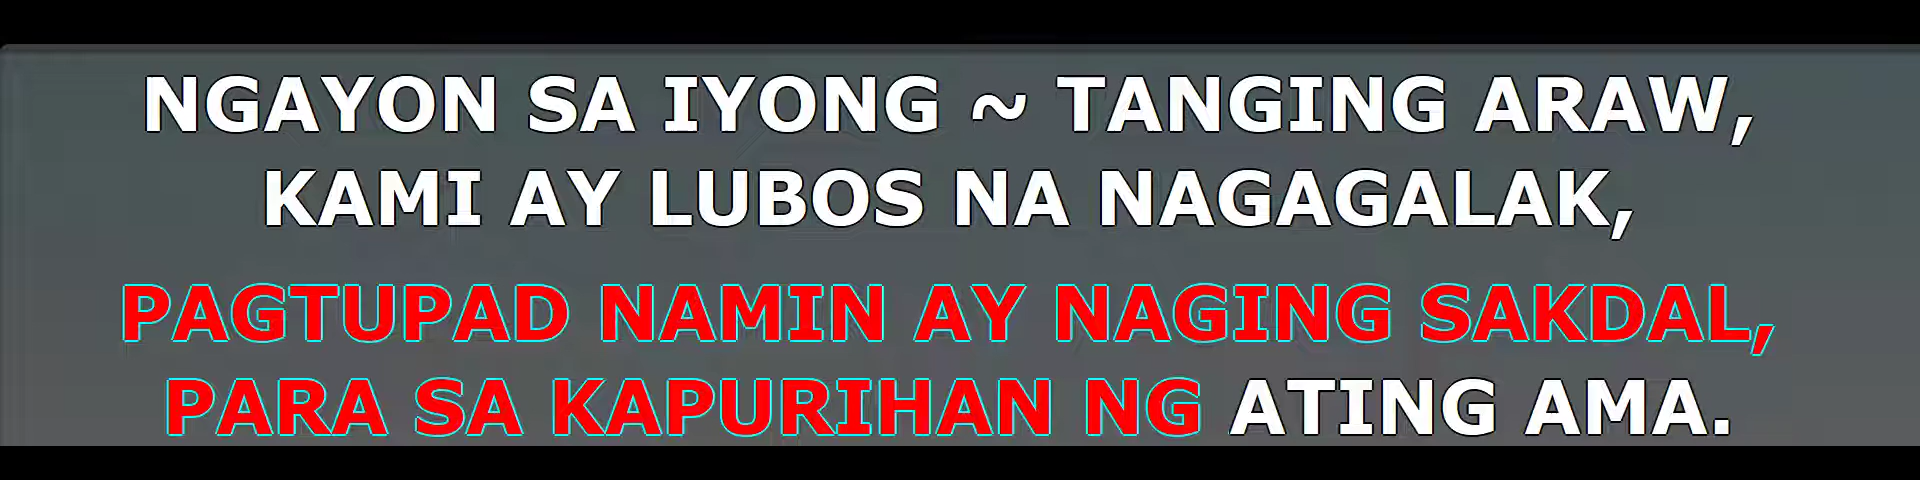 NGAYON SA IYONG ~ TANGING ARAW,
KAMI AY LUBOS NA NAGAGALAK,
PAGTUPAD NAMIN AY NAGING SAKDAL,
PARA SA KAPURIHAN NG ATING AMA.